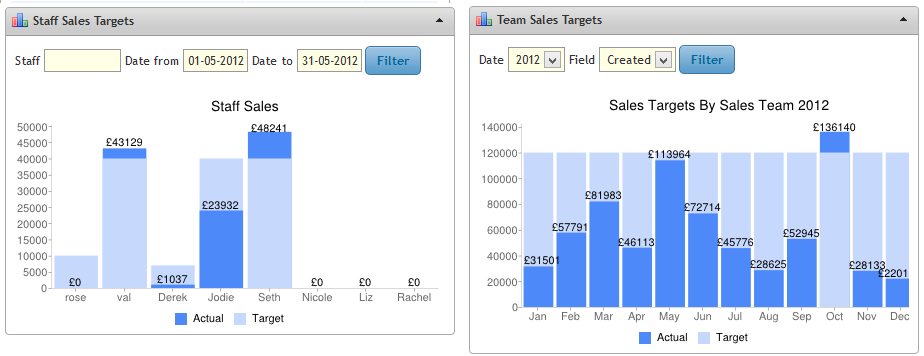 Staff Sales Targets
Staff Date from 01-05-2012 Date to 31-05-2012 Filter
Staff Sales
50000
45000
40000
35000
30000
25000
20000
15000
10000
5000
0
£0 £43129 £1037 £23932 £48241 £0 £0 £0
rose val Derek Jodie Seth Nicole Liz Rachel
Actual Target
Team Sales Targets
Date 2012 Field Created Filter
Sales Targets By Sales Team 2012
140000
120000
100000
80000
60000
40000
20000
0
£31501 £57791 £81983 £46113 £113964 £72714 £45776 £28625 £52945 £136140 £28133 £2201
Jan Feb Mar Apr May Jun Jul Aug Sep Oct Nov Dec
Actual Target